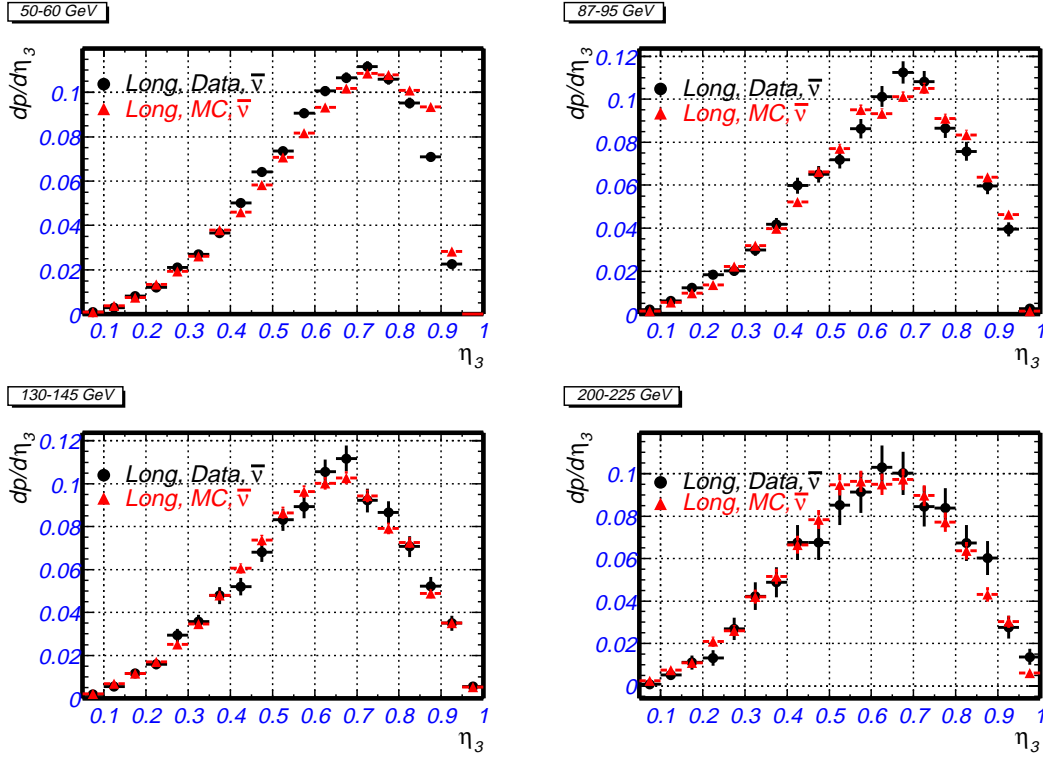 50-60 GeV
dp/dη₃
Long, Data, ν̅
Long, MC, ν̅
0.1
0.08
0.06
0.04
0.02
0
0.1 0.2 0.3 0.4 0.5 0.6 0.7 0.8 0.9 1
η₃
87-95 GeV
dp/dη₃
0.12
Long, Data, ν̅
Long, MC, ν̅
0.1
0.08
0.06
0.04
0.02
0
0.1 0.2 0.3 0.4 0.5 0.6 0.7 0.8 0.9 1
η₃
130-145 GeV
dp/dη₃
0.12
Long, Data, ν̅
Long, MC, ν̅
0.1
0.08
0.06
0.04
0.02
0
0.1 0.2 0.3 0.4 0.5 0.6 0.7 0.8 0.9 1
η₃
200-225 GeV
dp/dη₃
Long, Data, ν̅
Long, MC, ν̅
0.1
0.08
0.06
0.04
0.02
0
0.1 0.2 0.3 0.4 0.5 0.6 0.7 0.8 0.9 1
η₃